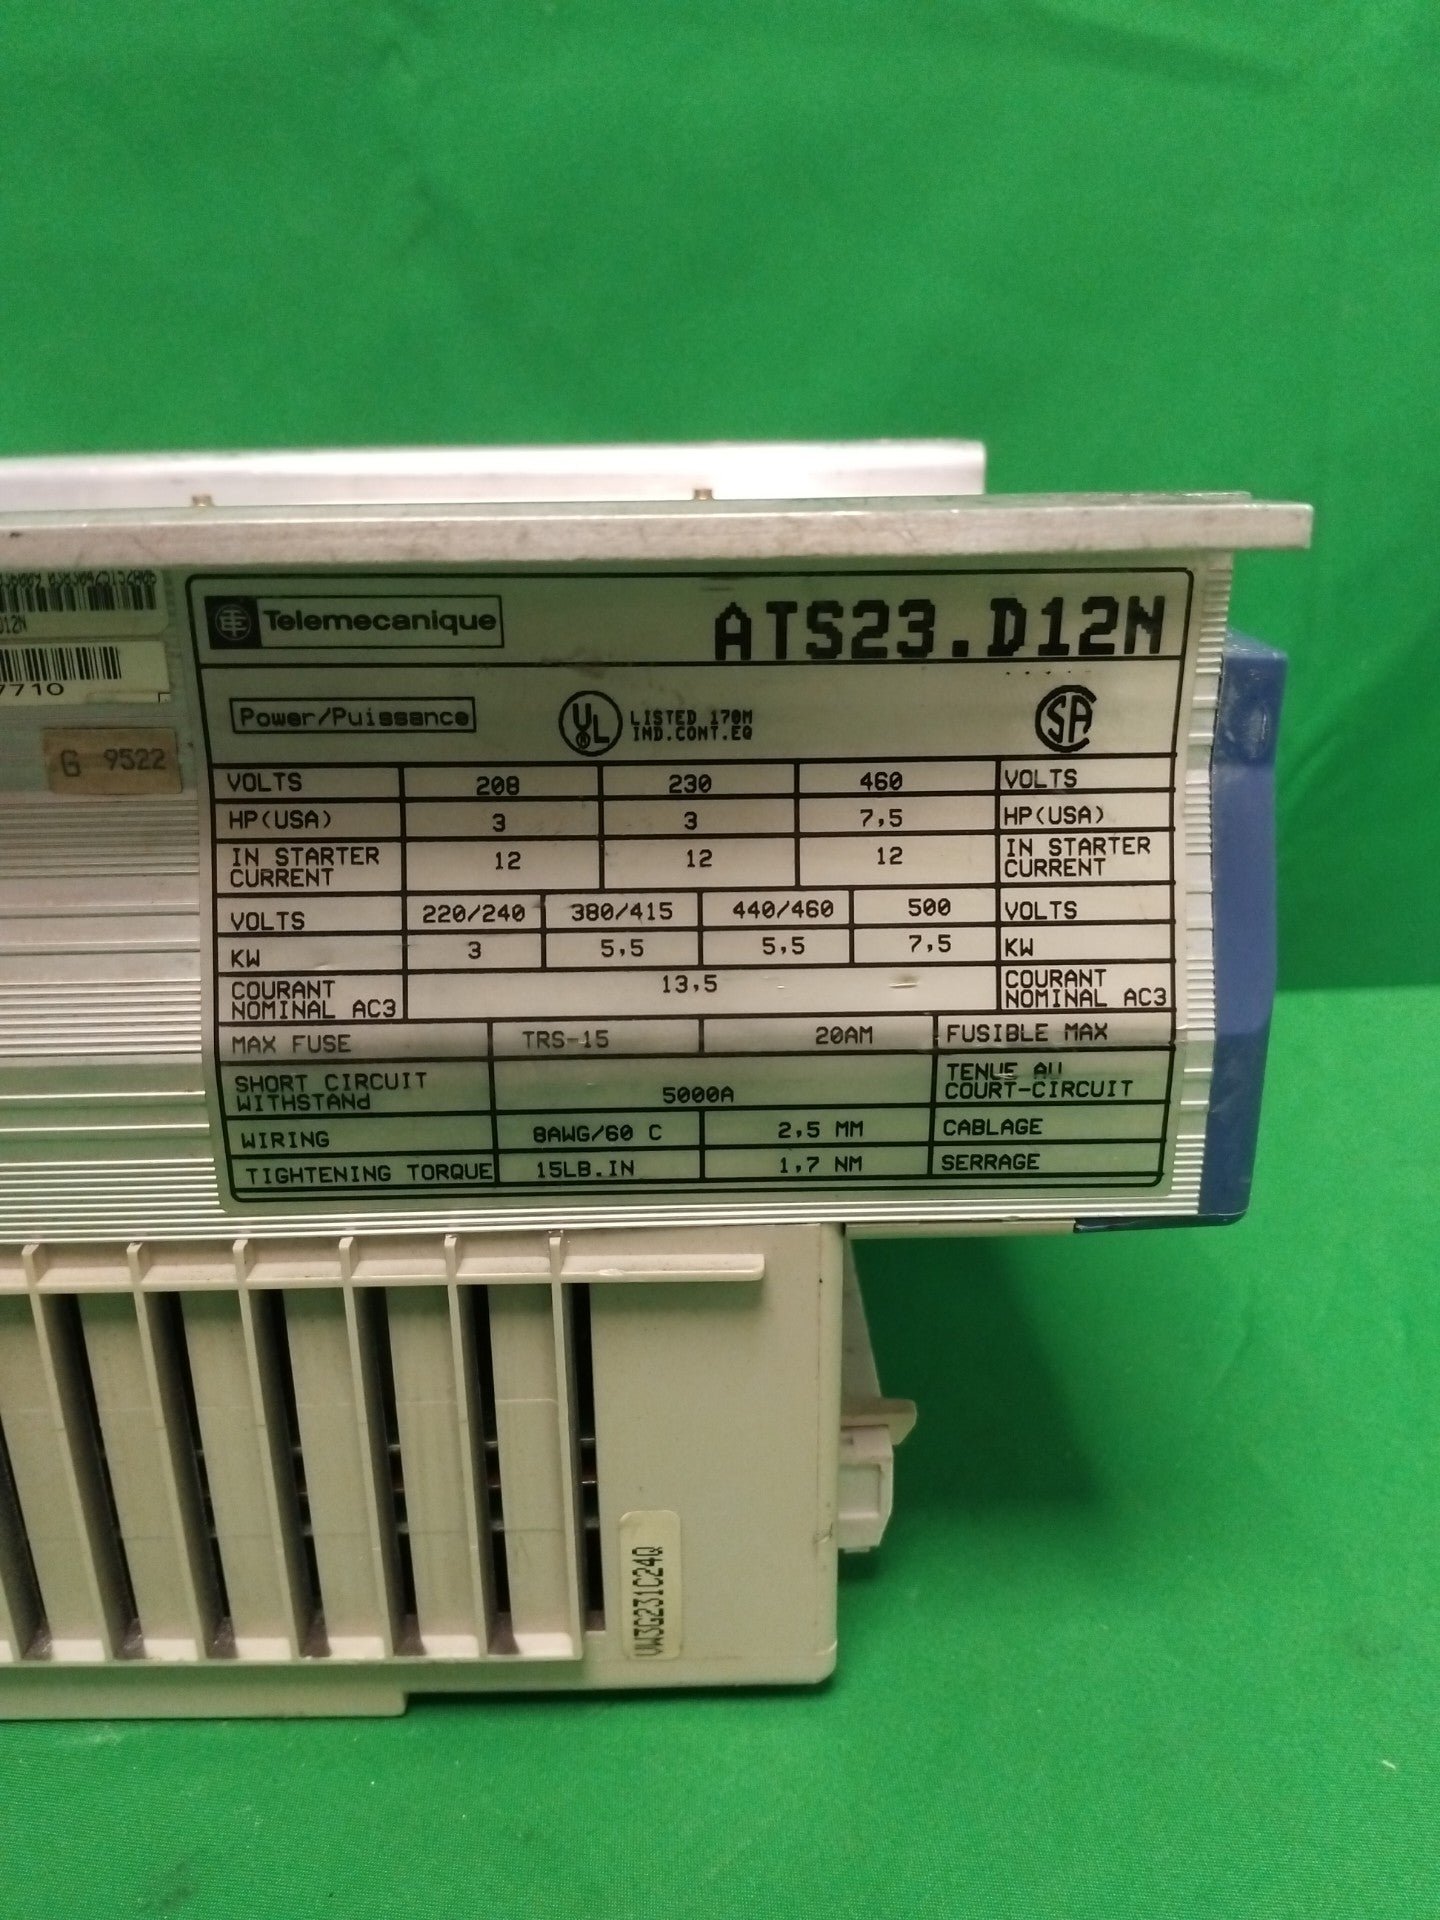 D12N
7710
G 9522
Telemecanique
ATS23.D12N
Power/Puissance
UL LISTED 170M
IND.CONT.EQ
SA
VOLTS 208 230 460 VOLTS
HP(USA) 3 3 7,5 HP(USA)
IN STARTER CURRENT 12 12 12 IN STARTER CURRENT
VOLTS 220/240 380/415 440/460 500 VOLTS
KW 3 5,5 5,5 7,5 KW
COURANT NOMINAL AC3 13,5 COURANT NOMINAL AC3
MAX FUSE TRS-15 20AM FUSIBLE MAX
SHORT CIRCUIT WITHSTANd 5000A TENUE AU COURT-CIRCUIT
WIRING 8AWG/60 C 2,5 MM CABLAGE
TIGHTENING TORQUE 15LB.IN 1,7 NM SERRAGE
VW3G231C24Q